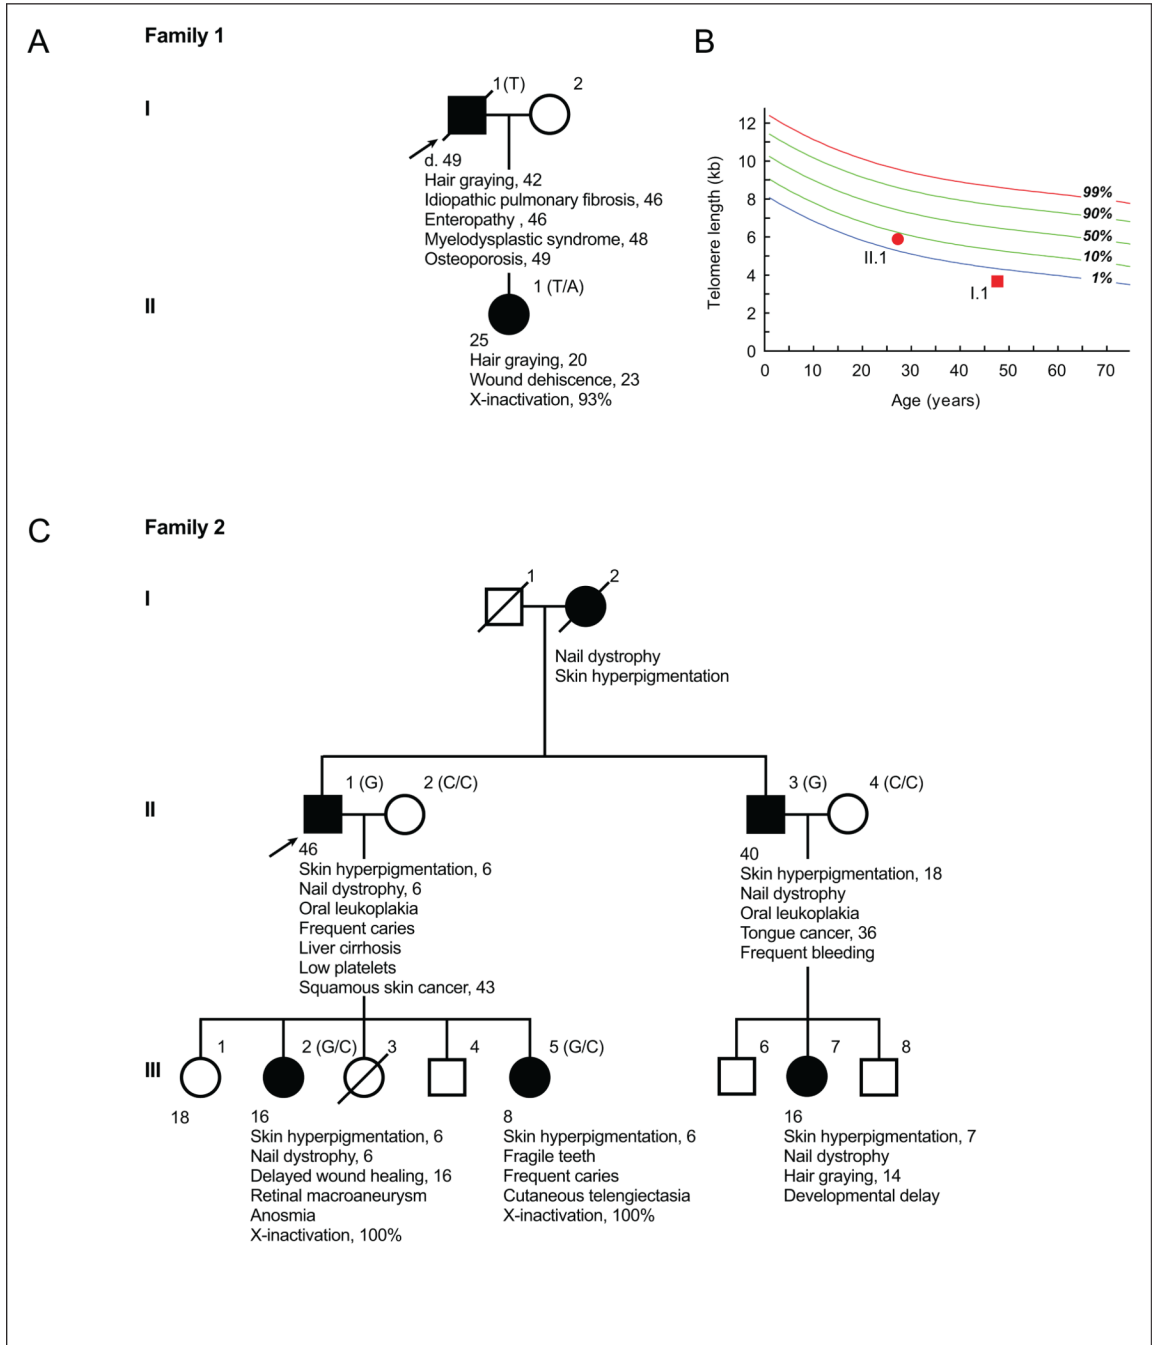 A
Family 1
I
1(T)
2
d. 49
Hair graying, 42
Idiopathic pulmonary fibrosis, 46
Enteropathy , 46
Myelodysplastic syndrome, 48
Osteoporosis, 49
II
1 (T/A)
25
Hair graying, 20
Wound dehiscence, 23
X-inactivation, 93%
B
Telomere length (kb)
12
10
8
6
4
2
0
99%
90%
50%
10%
1%
II.1
I.1
0 10 20 30 40 50 60 70
Age (years)
C
Family 2
I
1
2
Nail dystrophy
Skin hyperpigmentation
II
1 (G)
2 (C/C)
46
Skin hyperpigmentation, 6
Nail dystrophy, 6
Oral leukoplakia
Frequent caries
Liver cirrhosis
Low platelets
Squamous skin cancer, 43
3 (G)
4 (C/C)
40
Skin hyperpigmentation, 18
Nail dystrophy
Oral leukoplakia
Tongue cancer, 36
Frequent bleeding
III
1
18
2 (G/C)
16
Skin hyperpigmentation, 6
Nail dystrophy, 6
Delayed wound healing, 16
Retinal macroaneurysm
Anosmia
X-inactivation, 100%
3
4
5 (G/C)
8
Skin hyperpigmentation, 6
Fragile teeth
Frequent caries
Cutaneous telengiectasia
X-inactivation, 100%
6
7
16
Skin hyperpigmentation, 7
Nail dystrophy
Hair graying, 14
Developmental delay
8